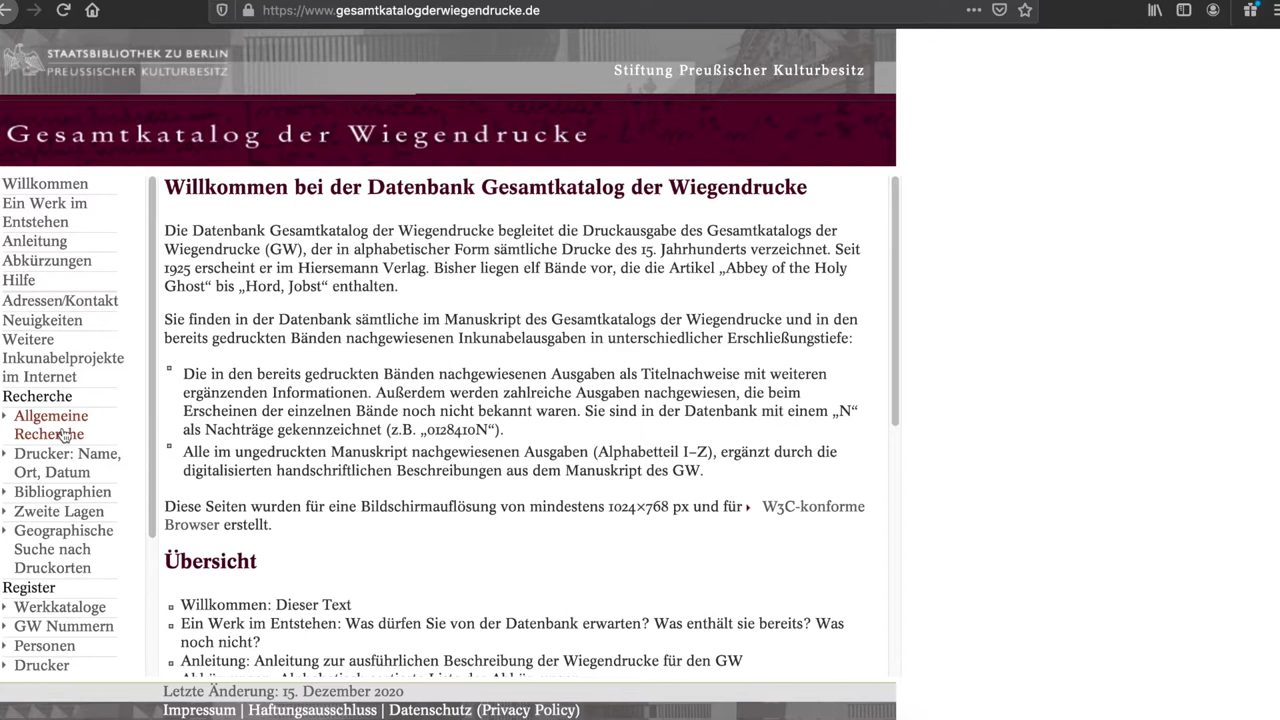 https://www.gesamtkatalogderwiegendrucke.de
STAATSBIBLIOTHEK ZU BERLIN
PREUSSISCHER KULTURBESITZ
Stiftung Preußischer Kulturbesitz
Gesamtkatalog der Wiegendrucke
Willkommen
Ein Werk im
Entstehen
Anleitung
Abkürzungen
Hilfe
Adressen/Kontakt
Neuigkeiten
Weitere
Inkunabelprojekte
im Internet
Recherche
Allgemeine
Recherche
Drucker: Name,
Ort, Datum
Bibliographien
Zweite Lagen
Geographische
Suche nach
Druckorten
Register
Werkkataloge
GW Nummern
Personen
Drucker
Willkommen bei der Datenbank Gesamtkatalog der Wiegendrucke
Die Datenbank Gesamtkatalog der Wiegendrucke begleitet die Druckausgabe des Gesamtkatalogs der
Wiegendrucke (GW), der in alphabetischer Form sämtliche Drucke des 15. Jahrhunderts verzeichnet. Seit
1925 erscheint er im Hiersemann Verlag. Bisher liegen elf Bände vor, die die Artikel „Abbey of the Holy
Ghost“ bis „Hord, Jobst“ enthalten.
Sie finden in der Datenbank sämtliche im Manuskript des Gesamtkatalogs der Wiegendrucke und in den
bereits gedruckten Bänden nachgewiesenen Inkunabelausgaben in unterschiedlicher Erschließungstiefe:
Die in den bereits gedruckten Bänden nachgewiesenen Ausgaben als Titelnachweise mit weiteren
ergänzenden Informationen. Außerdem werden zahlreiche Ausgaben nachgewiesen, die beim
Erscheinen der einzelnen Bände noch nicht bekannt waren. Sie sind in der Datenbank mit einem „N“
als Nachträge gekennzeichnet (z.B. „0128410N“).
Alle im ungedruckten Manuskript nachgewiesenen Ausgaben (Alphabetteil I–Z), ergänzt durch die
digitalisierten handschriftlichen Beschreibungen aus dem Manuskript des GW.
Diese Seiten wurden für eine Bildschirmauflösung von mindestens 1024×768 px und für W3C-konforme
Browser erstellt.
Übersicht
Willkommen: Dieser Text
Ein Werk im Entstehen: Was dürfen Sie von der Datenbank erwarten? Was enthält sie bereits? Was
noch nicht?
Anleitung: Anleitung zur ausführlichen Beschreibung der Wiegendrucke für den GW
Letzte Änderung: 15. Dezember 2020
Impressum | Haftungsausschluss | Datenschutz (Privacy Policy)